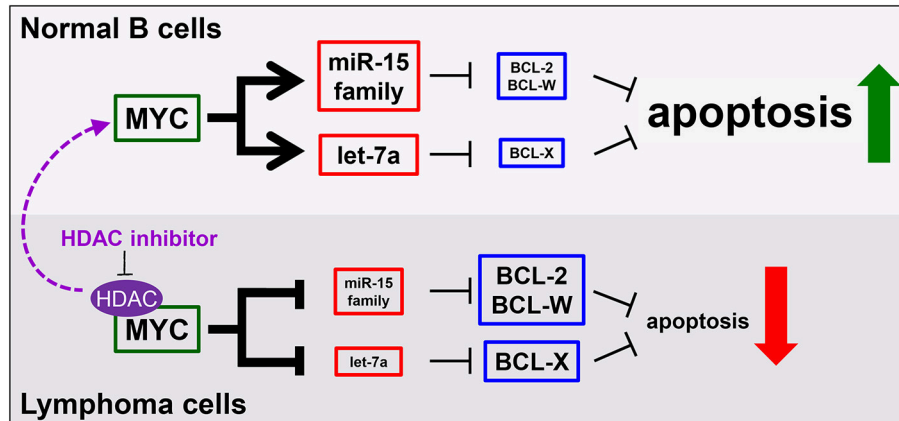 Normal B cells
MYC
miR-15
family
BCL-2
BCL-W
let-7a
BCL-X
apoptosis
HDAC inhibitor
HDAC
MYC
miR-15
family
BCL-2
BCL-W
let-7a
BCL-X
apoptosis
Lymphoma cells